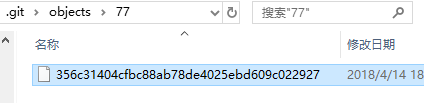 .git › objects › 77 搜索"77"
名称 修改日期
356c31404cfbc88ab78de4025ebd609c022927 2018/4/14 18